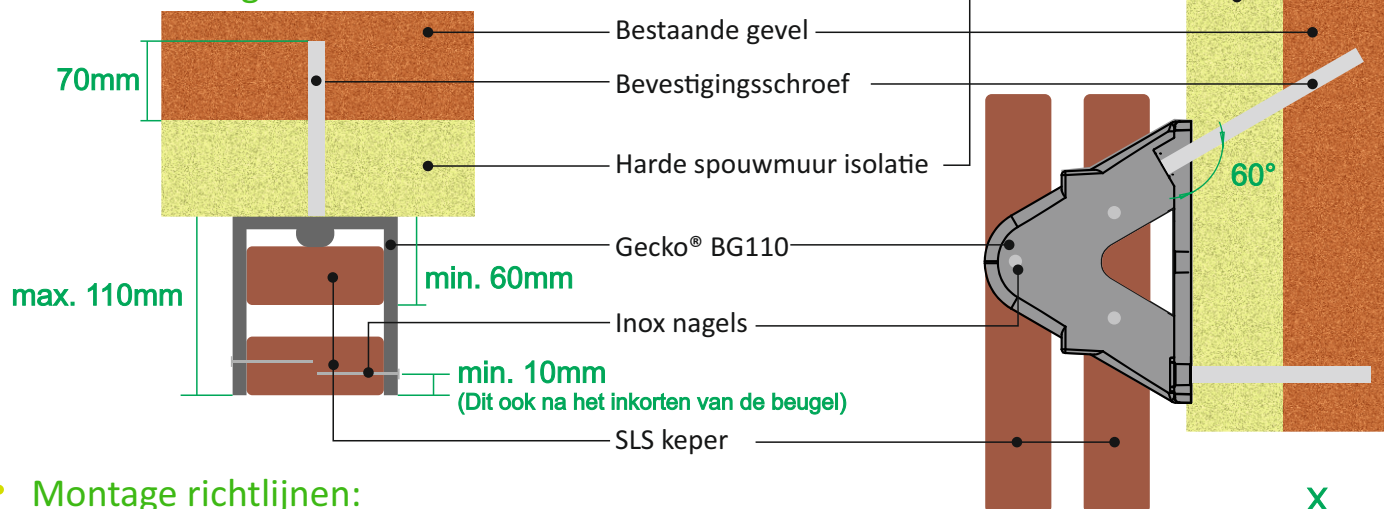 Bestaande gevel
70mm
Bevestigingsschroef
Harde spouwmuur isolatie
60°
Gecko® BG110
min. 60mm
max. 110mm
Inox nagels
min. 10mm
(Dit ook na het inkorten van de beugel)
SLS keper
• Montage richtlijnen:
x